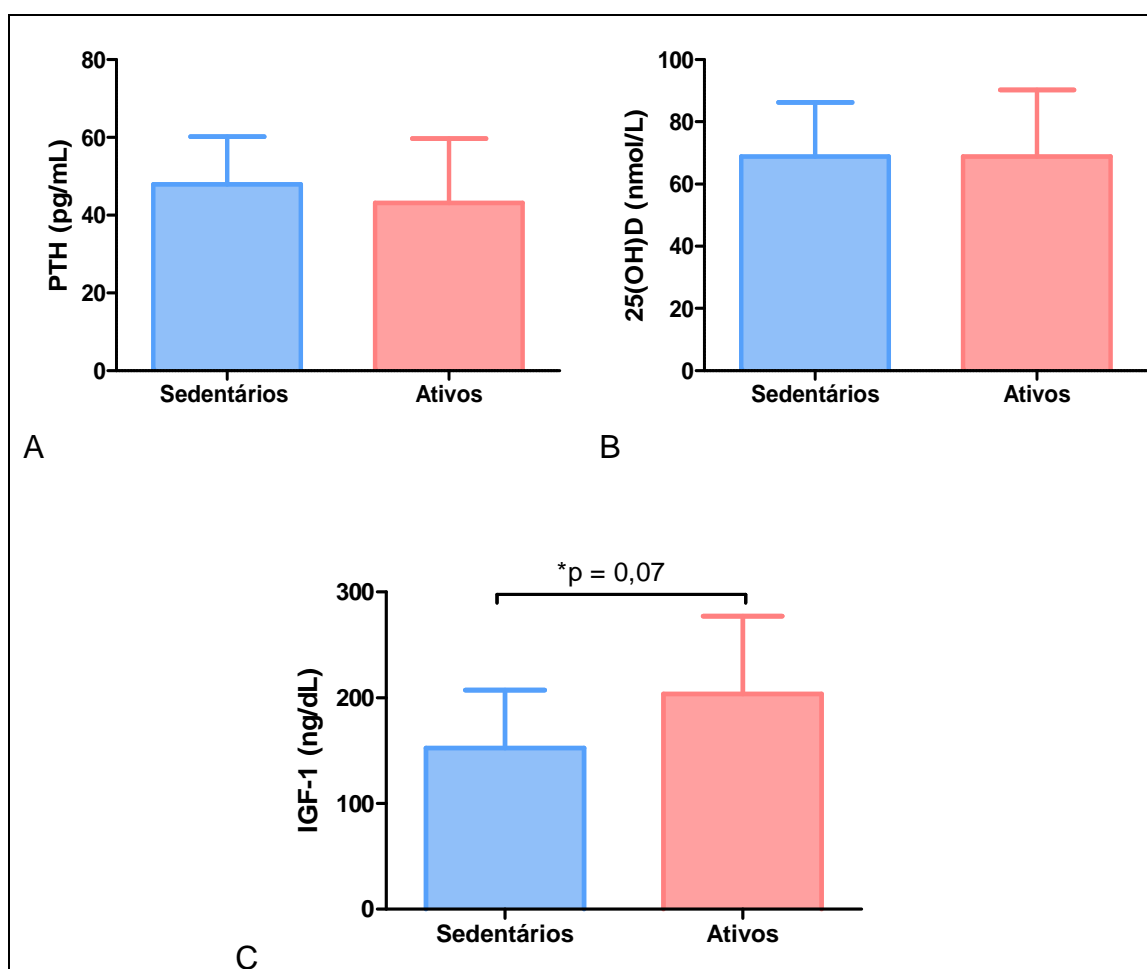 PTH (pg/mL)
80
60
40
20
0
Sedentários
Ativos
A
25(OH)D (nmol/L)
100
80
60
40
20
0
Sedentários
Ativos
B
*p = 0,07
IGF-1 (ng/dL)
300
200
100
0
Sedentários
Ativos
C